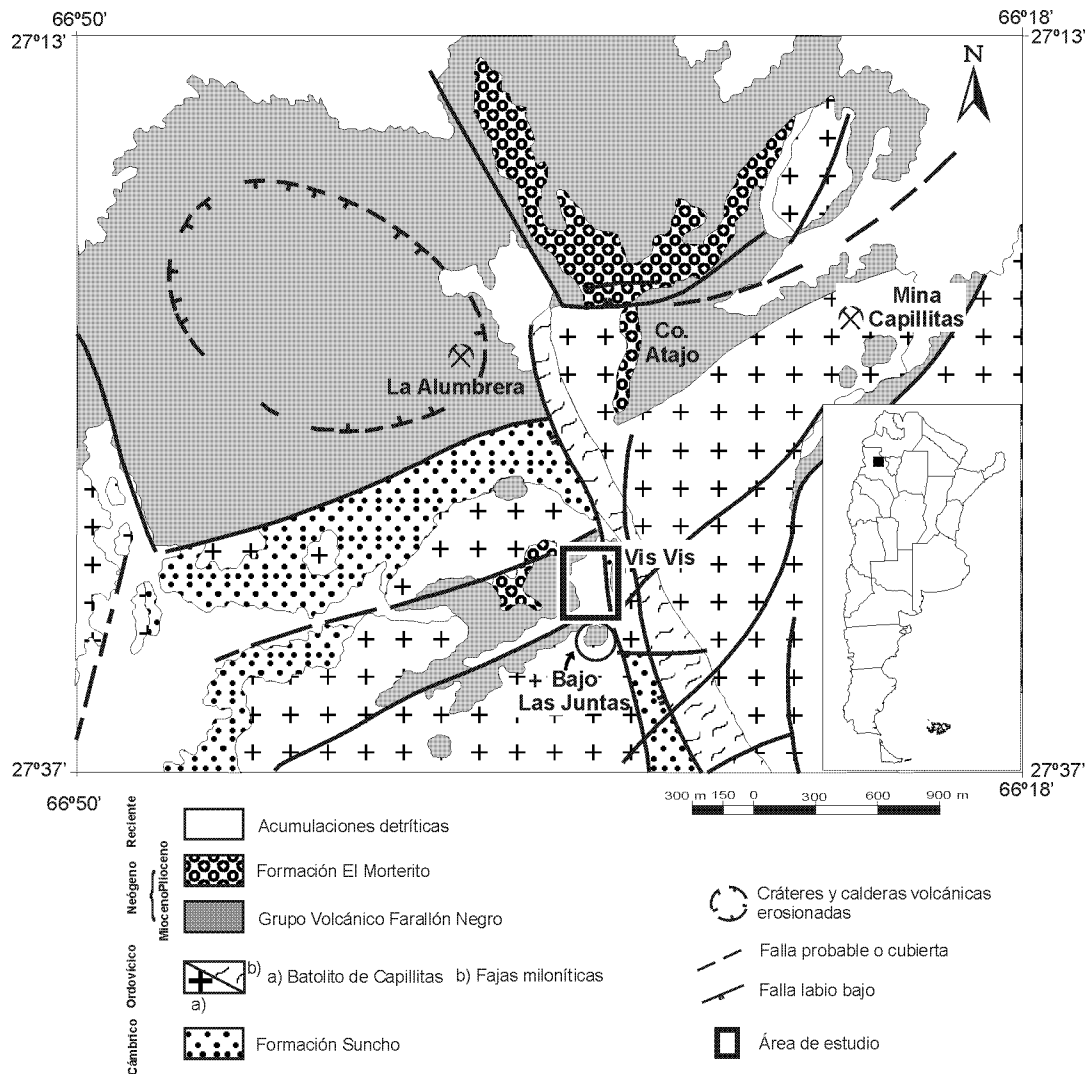 66º50'
66º18'
27º13'
27º13'
N
Mina
Capillitas
Co.
Atajo
La Alumbrera
Vis Vis
Bajo
Las Juntas
27º37'
27º37'
66º50'
66º18'
300 m 150 0 300 600 900 m
Reciente
Acumulaciones detríticas
Neógeno
Plioceno
Formación El Morterito
Mioceno
Grupo Volcánico Farallón Negro
Ordovícico
b)
a) Batolito de Capillitas b) Fajas miloníticas
a)
Cámbrico
Formación Suncho
Cráteres y calderas volcánicas
erosionadas
Falla probable o cubierta
Falla labio bajo
Área de estudio